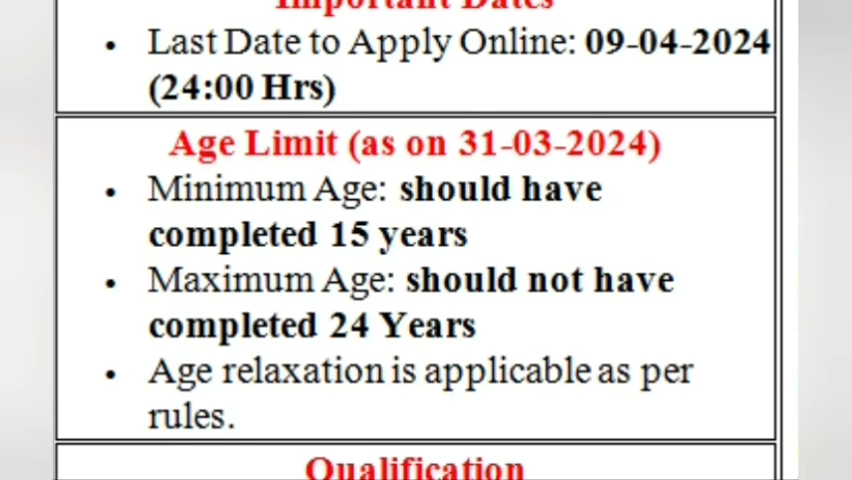 Important Dates
• Last Date to Apply Online: 09-04-2024
(24:00 Hrs)
Age Limit (as on 31-03-2024)
• Minimum Age: should have
completed 15 years
• Maximum Age: should not have
completed 24 Years
• Age relaxation is applicable as per
rules.
Qualification